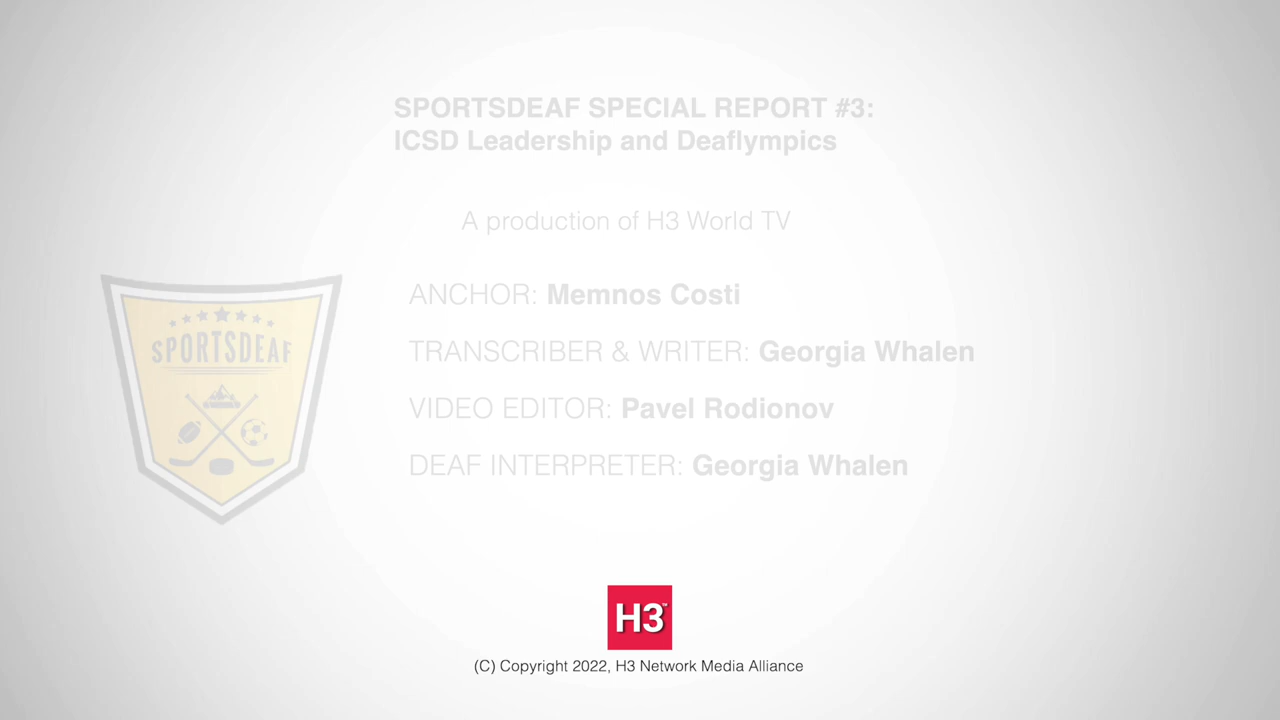 SPORTSDEAF SPECIAL REPORT #3:
ICSD Leadership and Deaflympics
A production of H3 World TV
ANCHOR: Memnos Costi
SPORTSDEAF
TRANSCRIBER & WRITER: Georgia Whalen
VIDEO EDITOR: Pavel Rodionov
DEAF INTERPRETER: Georgia Whalen
H3™
(C) Copyright 2022, H3 Network Media Alliance